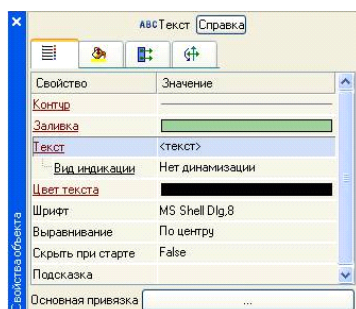 ABC Текст Справка
Свойство Значение
Контур
Заливка
Текст <текст>
Вид индикации Нет динамизации
Цвет текста
Шрифт MS Shell Dlg,8
Выравнивание По центру
Скрыть при старте False
Подсказка
Основная привязка ...
Свойства объекта